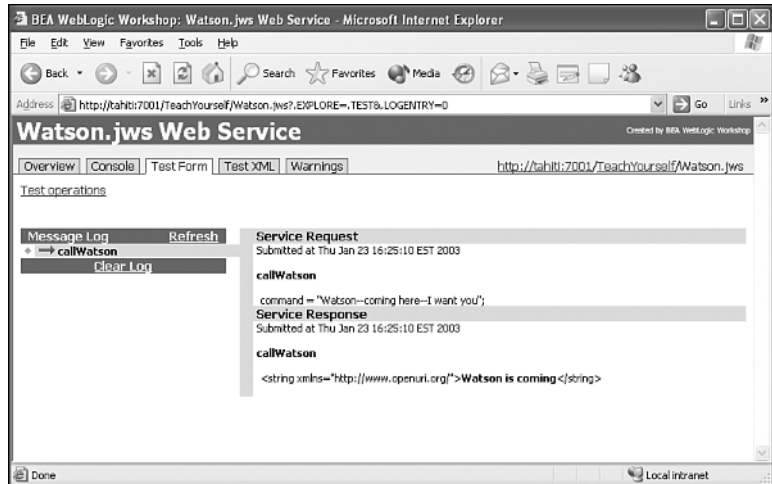 BEA WebLogic Workshop: Watson.jws Web Service - Microsoft Internet Explorer
File Edit View Favorites Tools Help
Back Search Favorites Media
Address http://tahiti:7001/TeachYourself/Watson.jws?.EXPLORE=.TEST&.LOGENTRY=0 Go Links »
Watson.jws Web Service Created by BEA WebLogic Workshop
Overview Console Test Form Test XML Warnings http://tahiti:7001/TeachYourself/Watson.jws
Test operations
Message Log Refresh
callWatson
Clear Log
Service Request
Submitted at Thu Jan 23 16:25:10 EST 2003
callWatson
command = "Watson--coming here--I want you";
Service Response
Submitted at Thu Jan 23 16:25:10 EST 2003
callWatson
<string xmlns="http://www.openuri.org/">Watson is coming</string>
Done Local intranet